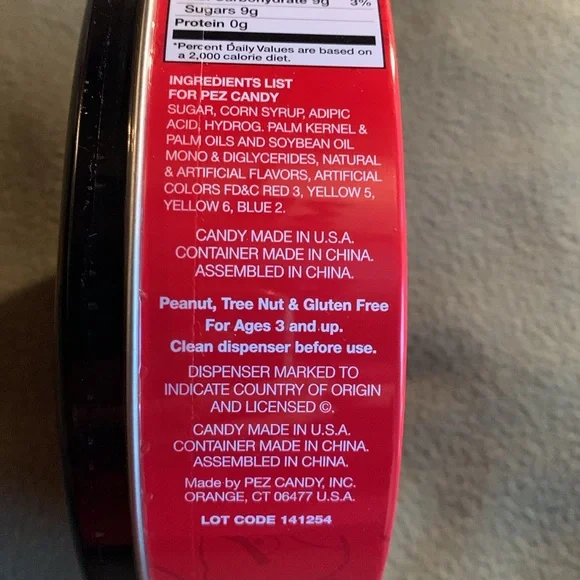 Carbohydrate 9g 3%
Sugars 9g
Protein 0g
*Percent Daily Values are based on
a 2,000 calorie diet.
INGREDIENTS LIST
FOR PEZ CANDY
SUGAR, CORN SYRUP, ADIPIC
ACID, HYDROG. PALM KERNEL &
PALM OILS AND SOYBEAN OIL
MONO & DIGLYCERIDES, NATURAL
& ARTIFICIAL FLAVORS, ARTIFICIAL
COLORS FD&C RED 3, YELLOW 5,
YELLOW 6, BLUE 2.
CANDY MADE IN U.S.A.
CONTAINER MADE IN CHINA.
ASSEMBLED IN CHINA.
Peanut, Tree Nut & Gluten Free
For Ages 3 and up.
Clean dispenser before use.
DISPENSER MARKED TO
INDICATE COUNTRY OF ORIGIN
AND LICENSED ©.
CANDY MADE IN U.S.A.
CONTAINER MADE IN CHINA.
ASSEMBLED IN CHINA.
Made by PEZ CANDY, INC.
ORANGE, CT 06477 U.S.A.
LOT CODE 141254